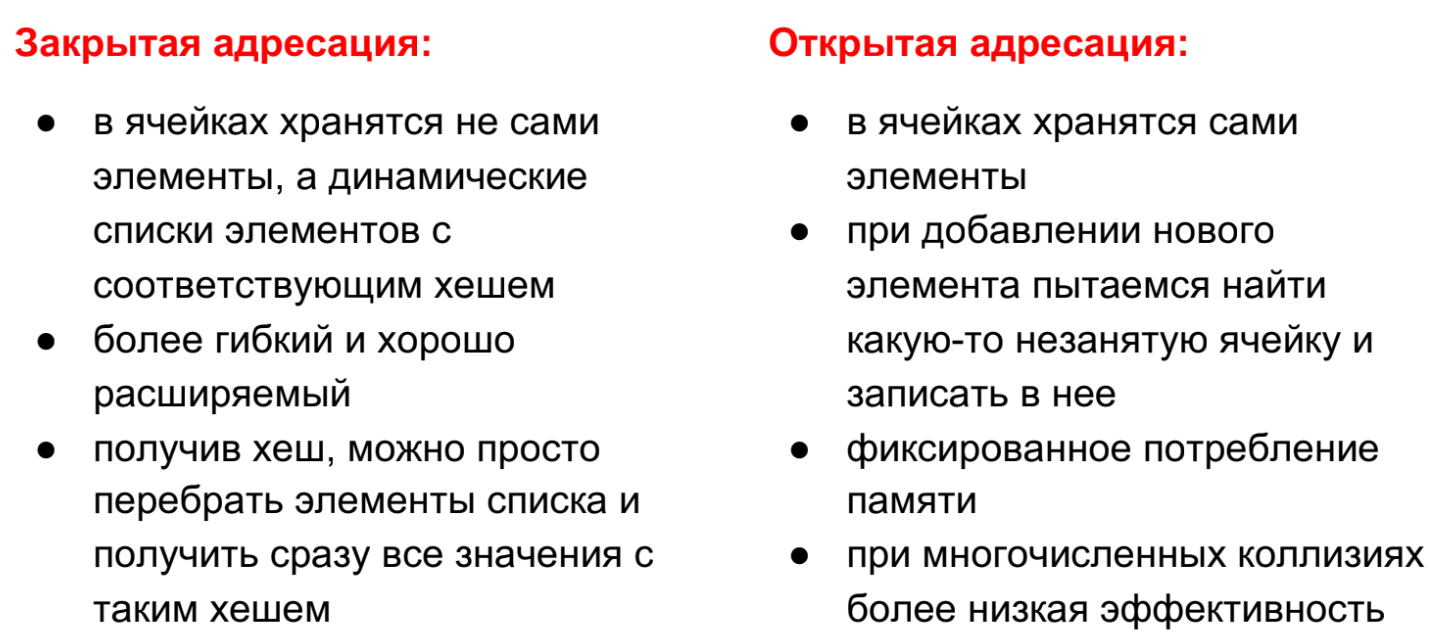 Закрытая адресация:
● в ячейках хранятся не сами
элементы, а динамические
списки элементов с
соответствующим хешем
● более гибкий и хорошо
расширяемый
● получив хеш, можно просто
перебрать элементы списка и
получить сразу все значения с
таким хешем
Открытая адресация:
● в ячейках хранятся сами
элементы
● при добавлении нового
элемента пытаемся найти
какую-то незанятую ячейку и
записать в нее
● фиксированное потребление
памяти
● при многочисленных коллизиях
более низкая эффективность